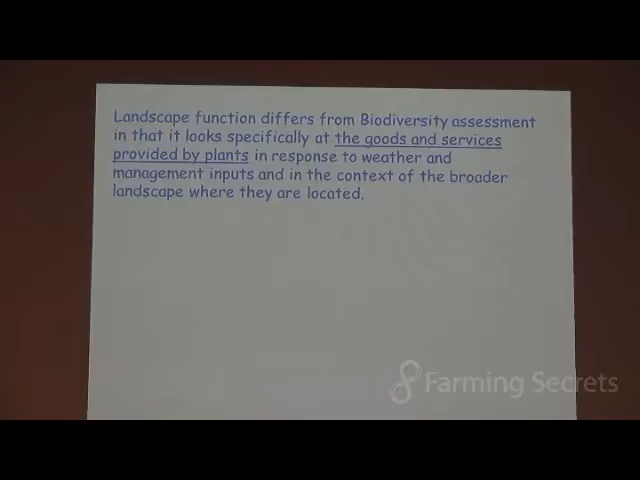 Landscape function differs from Biodiversity assessment
in that it looks specifically at the goods and services
provided by plants in response to weather and
management inputs and in the context of the broader
landscape where they are located.
Farming Secrets